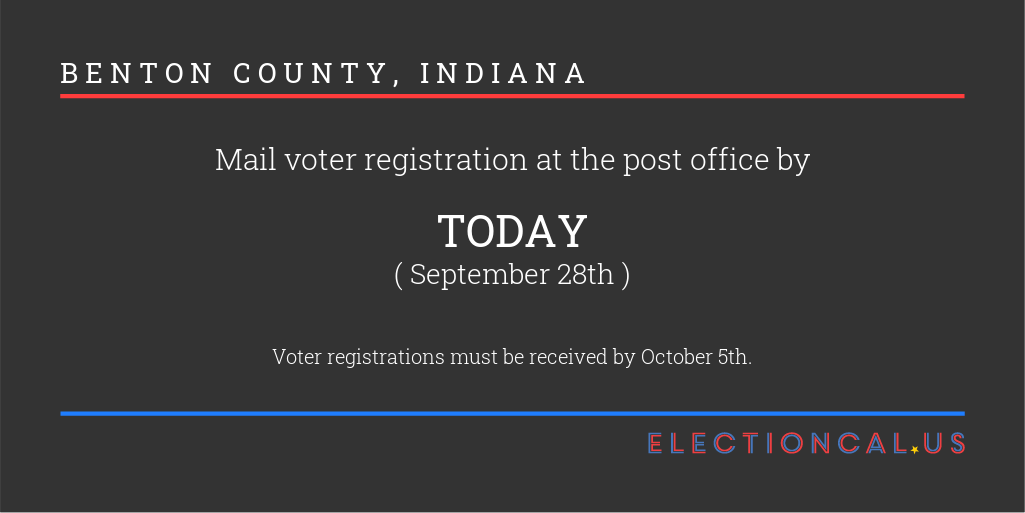 BENTON COUNTY, INDIANA
Mail voter registration at the post office by
TODAY
( September 28th )
Voter registrations must be received by October 5th.
ELECTIONCAL.US